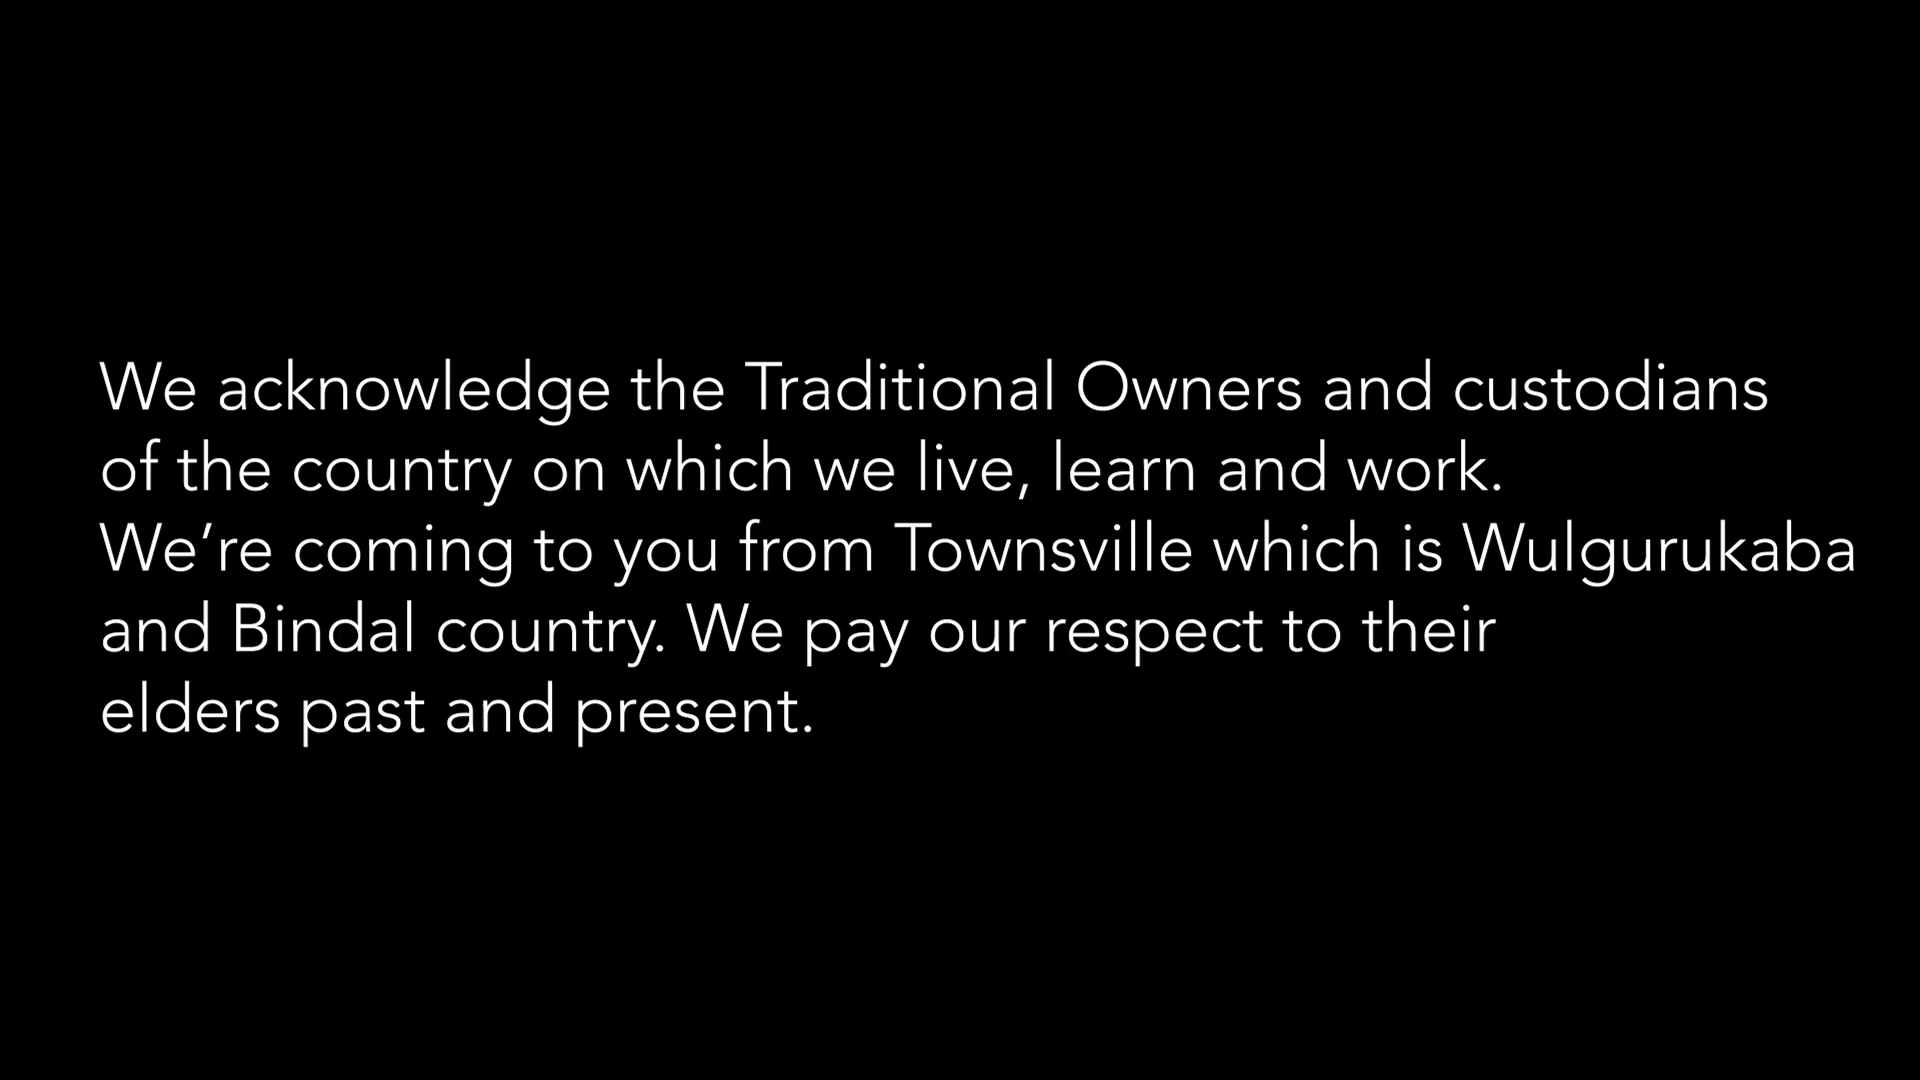 We acknowledge the Traditional Owners and custodians
of the country on which we live, learn and work.
We’re coming to you from Townsville which is Wulgurukaba
and Bindal country. We pay our respect to their
elders past and present.